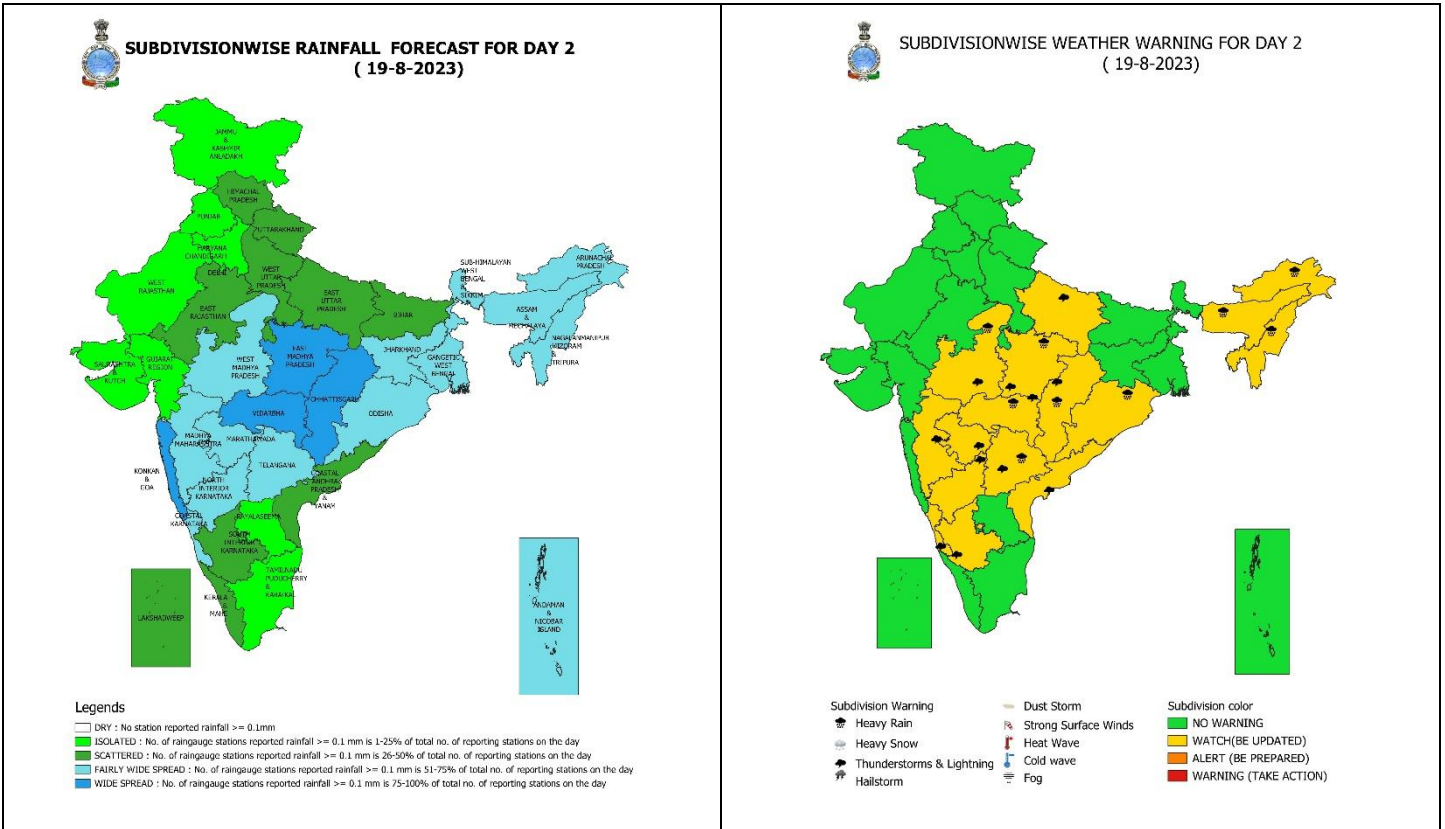 SUBDIVISIONWISE RAINFALL FORECAST FOR DAY 2
( 19-8-2023)
JAMMU
&
KASHMIR
ANLADAKH
HIMACHAL
PRADESH
PUNJAB
UTTARAKHAND
HARYANA
CHANDIGARH &
DELHI
WEST
UTTAR
PRADESH
WEST
RAJASTHAN
EAST
UTTAR
PRADESH
EAST
RAJASTHAN
BIHAR
SUB-HIMALAYAN
WEST
BENGAL
&
SIKKIM
ARUNACHAL
PRADESH
ASSAM
&
MEGHALAYA
NAGALANMANIPUR
MIZORAM
&
TRIPURA
SAURASHTRA
&
KUTCH
GUJARAT
REGION
WEST
MADHYA
PRADESH
EAST
MADHYA
PRADESH
JHARKHAND
GANGETIC
WEST
BENGAL
CHHATTISGARH
VIDARBHA
ODISHA
MADHYA
MAHARASHTRA
MARATHAWADA
TELANGANA
KONKAN
&
GOA
NORTH
INTERIOR
KARNATAKA
COASTAL
ANDHRA
PRADESH
&
YANAM
COASTAL
KARNATAKA
RAYALASEEMA
SOUTH
INTERIOR
KARNATAKA
TAMILNADU
PUDUCHERRY
&
KARAIKAL
KERALA
&
MAHE
LAKSHADWEEP
ANDAMAN
&
NICOBAR
ISLAND
Legends
DRY : No station reported rainfall >= 0.1mm
ISOLATED : No. of raingauge stations reported rainfall >= 0.1 mm is 1-25% of total no. of reporting stations on the day
SCATTERED : No. of raingauge stations reported rainfall >= 0.1 mm is 26-50% of total no. of reporting stations on the day
FAIRLY WIDE SPREAD : No. of raingauge stations reported rainfall >= 0.1 mm is 51-75% of total no. of reporting stations on the day
WIDE SPREAD : No. of raingauge stations reported rainfall >= 0.1 mm is 75-100% of total no. of reporting stations on the day
SUBDIVISIONWISE WEATHER WARNING FOR DAY 2
( 19-8-2023)
Subdivision Warning
Heavy Rain
Heavy Snow
Thunderstorms & Lightning
Hailstorm
Dust Storm
Strong Surface Winds
Heat Wave
Cold wave
Fog
Subdivision color
NO WARNING
WATCH(BE UPDATED)
ALERT (BE PREPARED)
WARNING (TAKE ACTION)